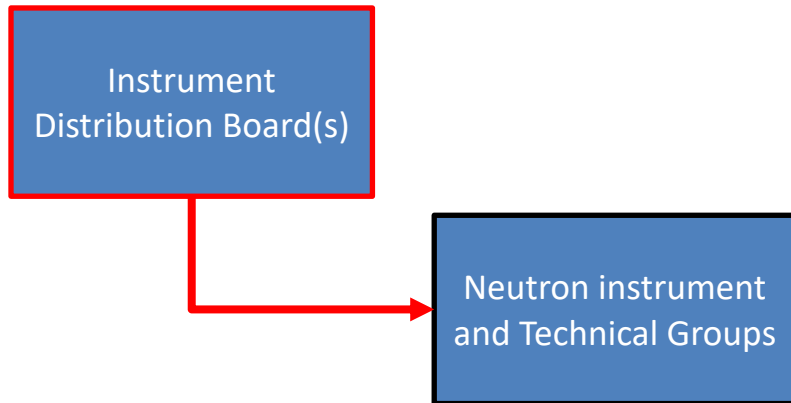 Instrument
Distribution Board(s)
Neutron instrument
and Technical Groups